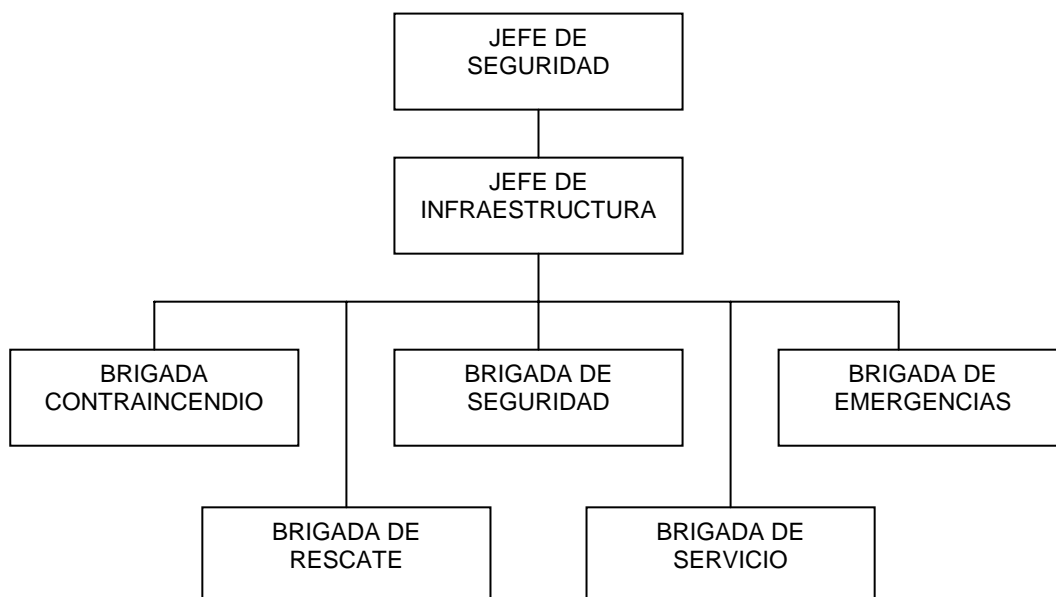 JEFE DE
SEGURIDAD
JEFE DE
INFRAESTRUCTURA
BRIGADA
CONTRAINCENDIO
BRIGADA DE
SEGURIDAD
BRIGADA DE
EMERGENCIAS
BRIGADA DE
RESCATE
BRIGADA DE
SERVICIO